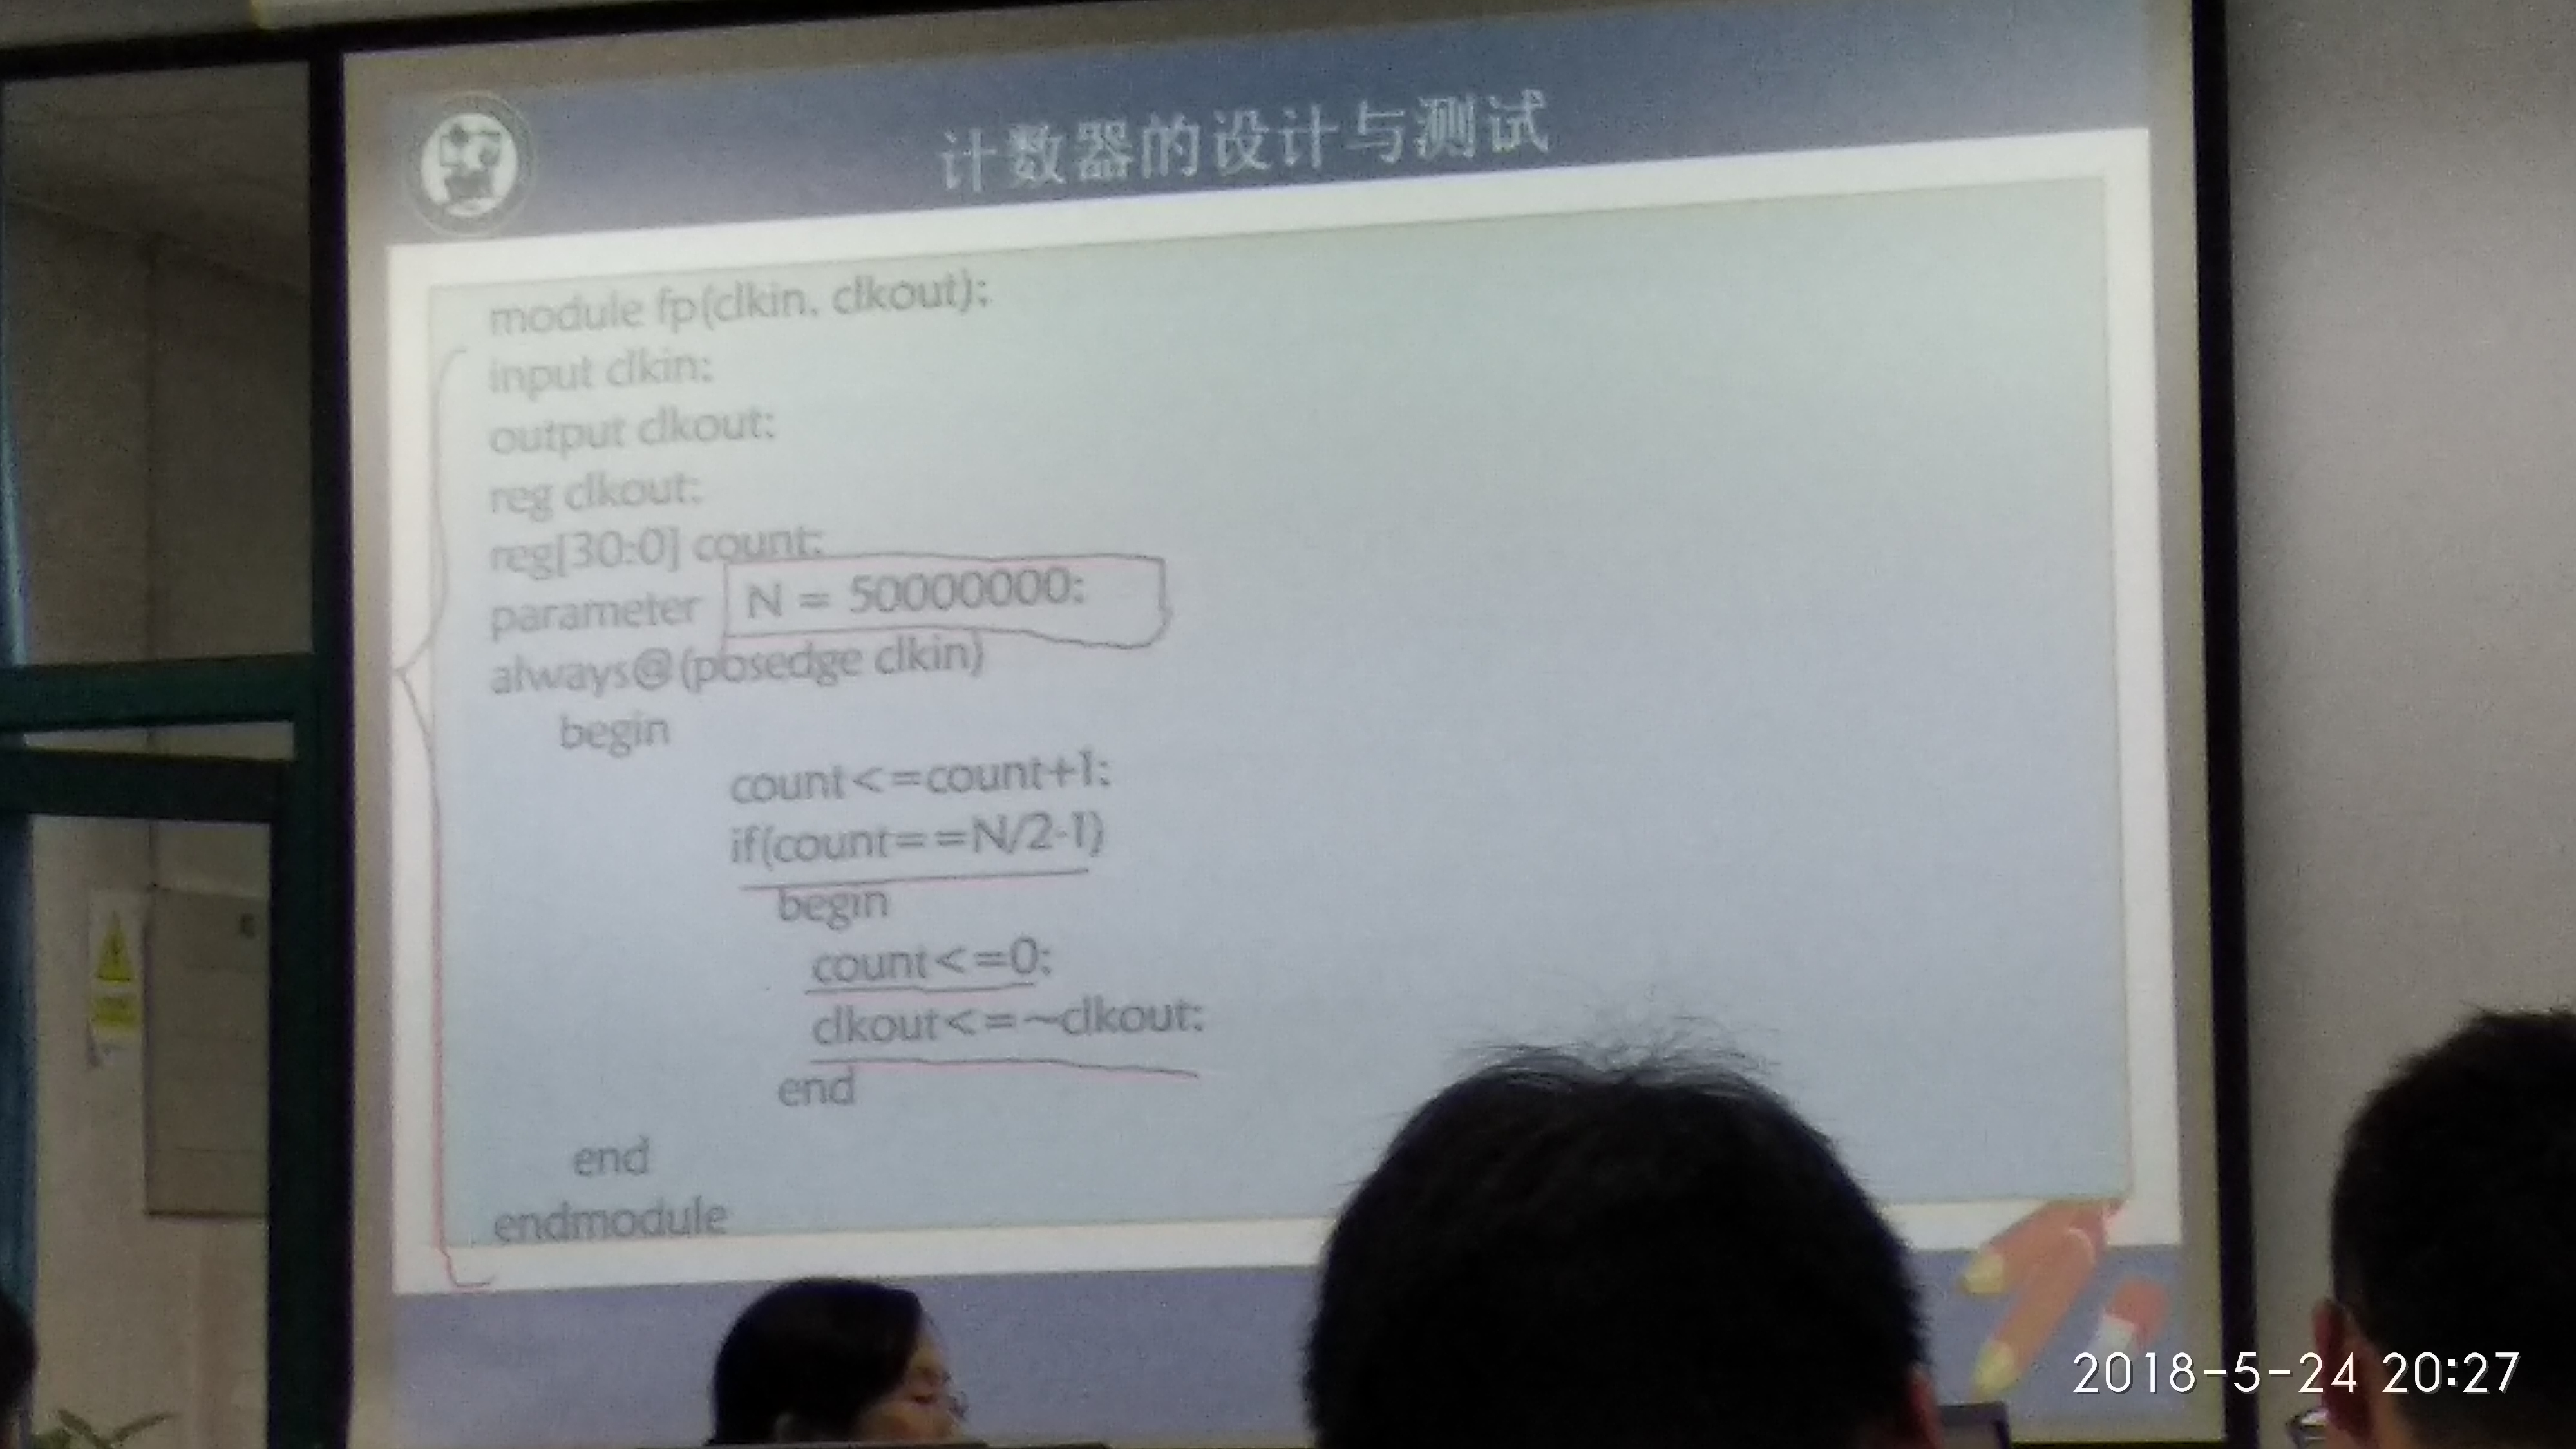 计数器的设计与测试
module fp(clkin, clkout);
input clkin;
output clkout;
reg clkout;
reg[30:0] count;
parameter N = 50000000;
always@(posedge clkin)
begin
count<=count+1;
if(count==N/2-1)
begin
count<=0;
clkout<=~clkout;
end
end
endmodule
2018-5-24 20:27